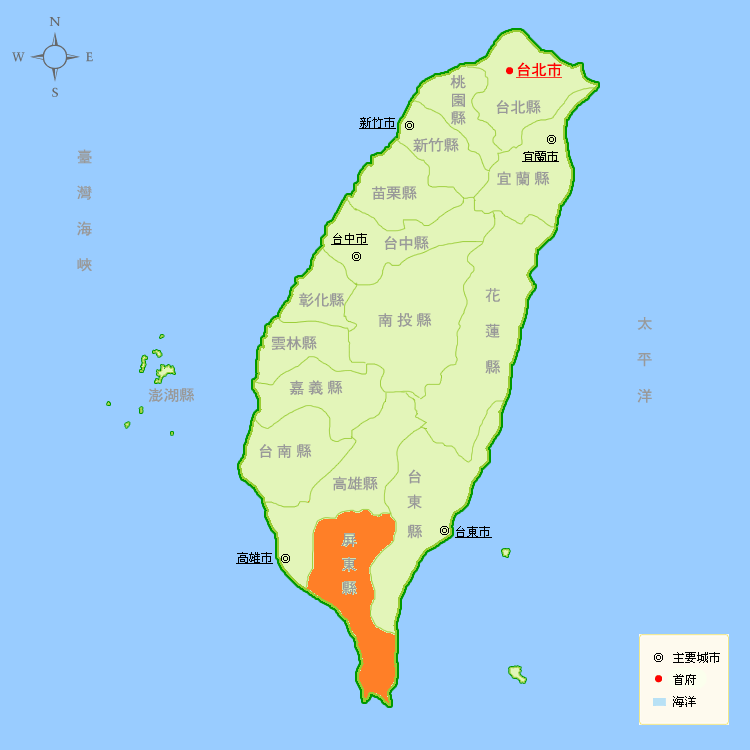 N
W
E
S
台北市
桃園縣
台北縣
新竹市
新竹縣
宜蘭市
宜蘭縣
臺灣海峽
苗栗縣
台中市
台中縣
彰化縣
花蓮縣
南投縣
太平洋
雲林縣
嘉義縣
澎湖縣
台南縣
高雄縣
台東縣
屏東縣
台東市
高雄市
主要城市
首府
海洋